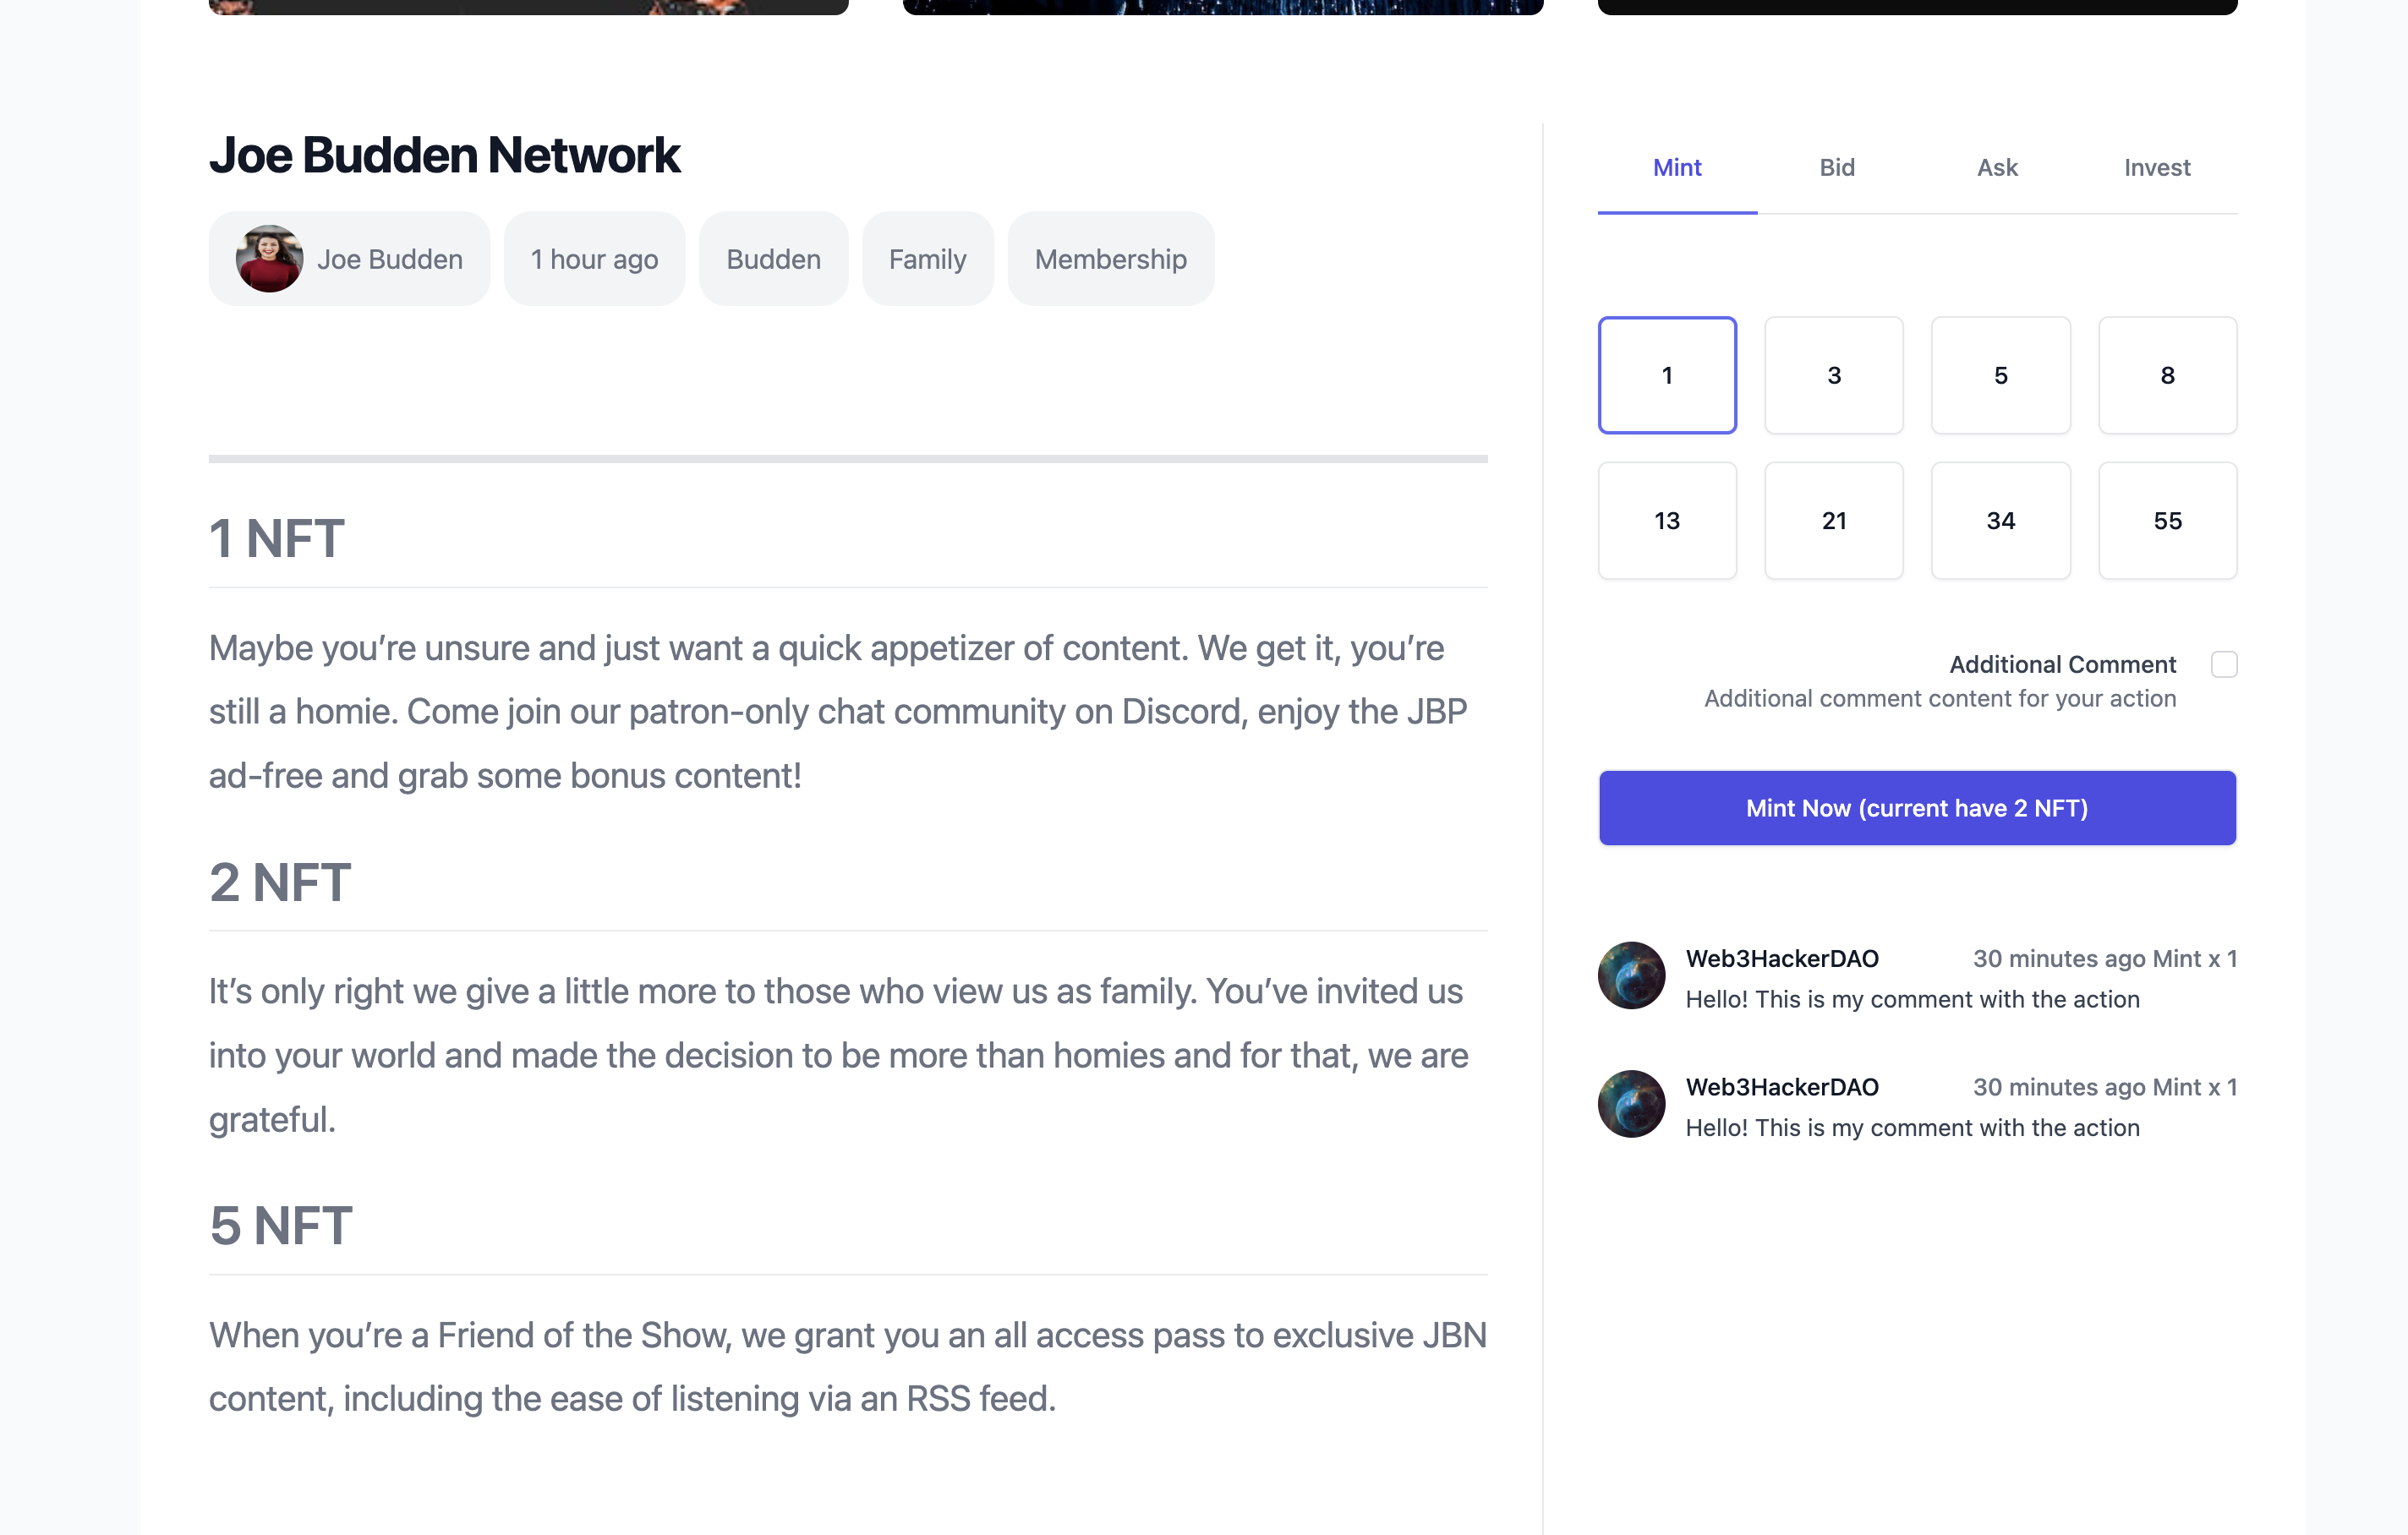 Joe Budden Network
Joe Budden
1 hour ago
Budden
Family
Membership
1 NFT
Maybe you’re unsure and just want a quick appetizer of content. We get it, you’re
still a homie. Come join our patron-only chat community on Discord, enjoy the JBP
ad-free and grab some bonus content!
2 NFT
It’s only right we give a little more to those who view us as family. You’ve invited us
into your world and made the decision to be more than homies and for that, we are
grateful.
5 NFT
When you’re a Friend of the Show, we grant you an all access pass to exclusive JBN
content, including the ease of listening via an RSS feed.
Mint
Bid
Ask
Invest
1
3
5
8
13
21
34
55
Additional Comment
Additional comment content for your action
Mint Now (current have 2 NFT)
Web3HackerDAO
30 minutes ago Mint x 1
Hello! This is my comment with the action
Web3HackerDAO
30 minutes ago Mint x 1
Hello! This is my comment with the action